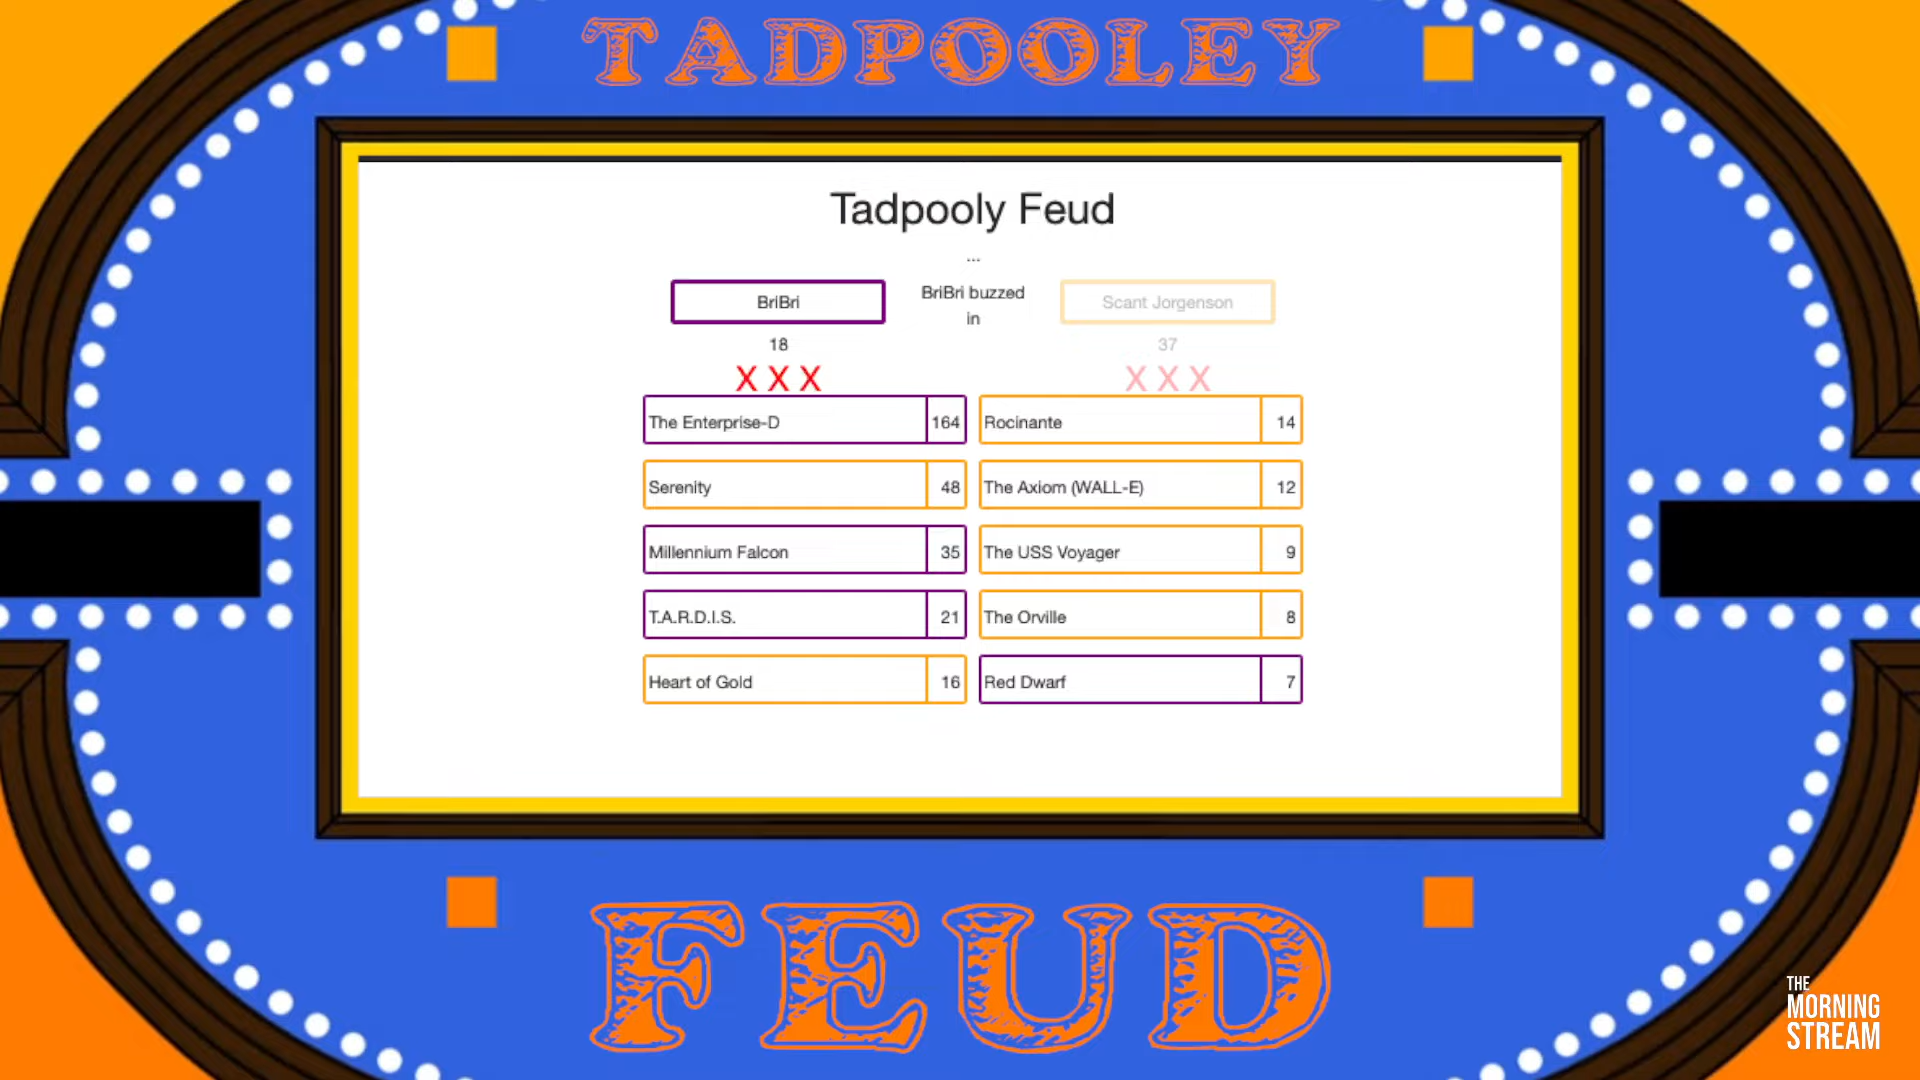 TADPOOLEY
Tadpooly Feud
...
BriBri
BriBri buzzed
in
Scant Jorgenson
18
37
X X X
X X X
The Enterprise-D 164
Rocinante 14
Serenity 48
The Axiom (WALL-E) 12
Millennium Falcon 35
The USS Voyager 9
T.A.R.D.I.S. 21
The Orville 8
Heart of Gold 16
Red Dwarf 7
FEUD
THE
MORNING
STREAM